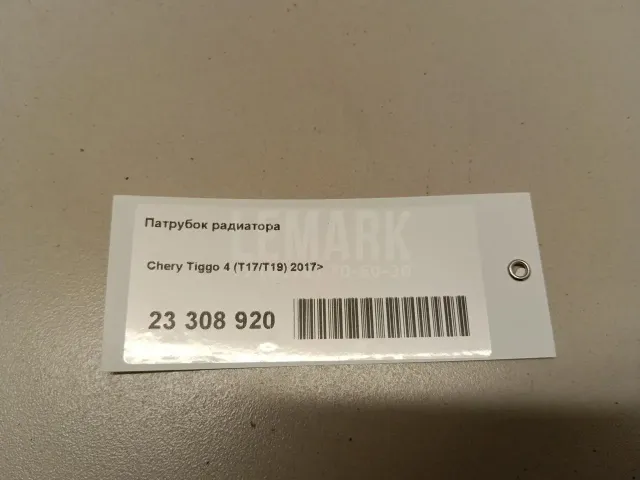 Патрубок радиатора
Chery Tiggo 4 (T17/T19) 2017>
23 308 920